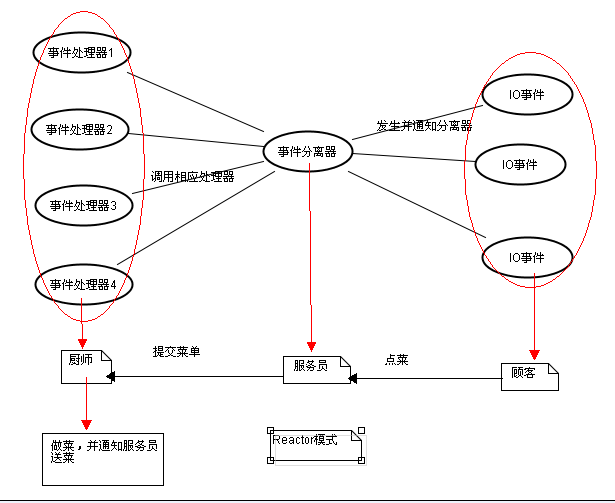 事件处理器1
IO事件
事件处理器2
发生并通知分离器
事件分离器
IO事件
调用相应处理器
事件处理器3
IO事件
事件处理器4
厨师
提交菜单
服务员
点菜
顾客
做菜，并通知服务员
送菜
Reactor模式